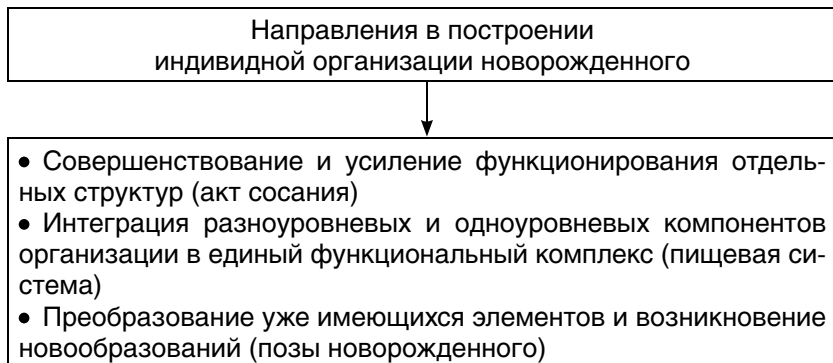 Направления в построении
индивидной организации новорожденного
• Совершенствование и усиление функционирования отдель-
ных структур (акт сосания)
• Интеграция разноуровневых и одноуровневых компонентов
организации в единый функциональный комплекс (пищевая си-
стема)
• Преобразование уже имеющихся элементов и возникновение
новообразований (позы новорожденного)